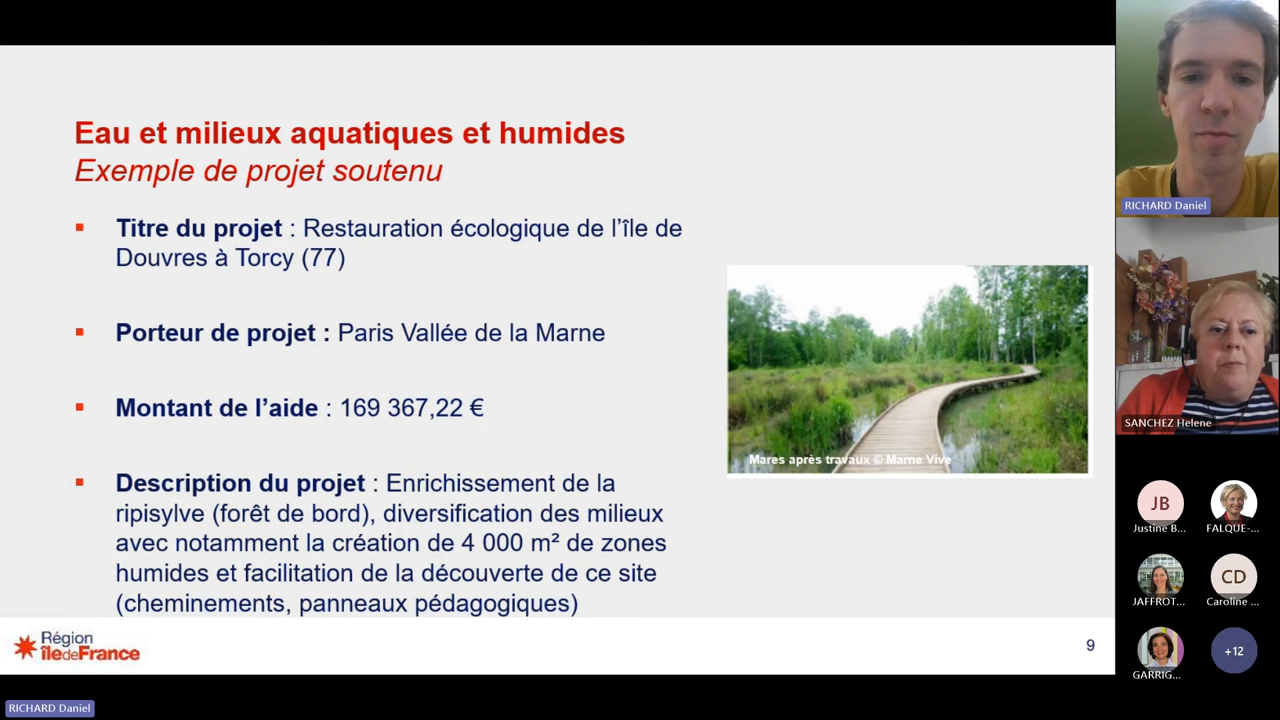 Eau et milieux aquatiques et humides
Exemple de projet soutenu
Titre du projet : Restauration écologique de l’île de
Douvres à Torcy (77)
Porteur de projet : Paris Vallée de la Marne
Montant de l’aide : 169 367,22 €
Description du projet : Enrichissement de la
ripisylve (forêt de bord), diversification des milieux
avec notamment la création de 4 000 m² de zones
humides et facilitation de la découverte de ce site
(cheminements, panneaux pédagogiques)
Mares après travaux © Marne Vive
Région
îledeFrance
9
RICHARD Daniel
RICHARD Daniel
SANCHEZ Helene
JB
Justine B...
FALQUE-...
JAFFROT...
CD
Caroline ...
GARRIG...
+12